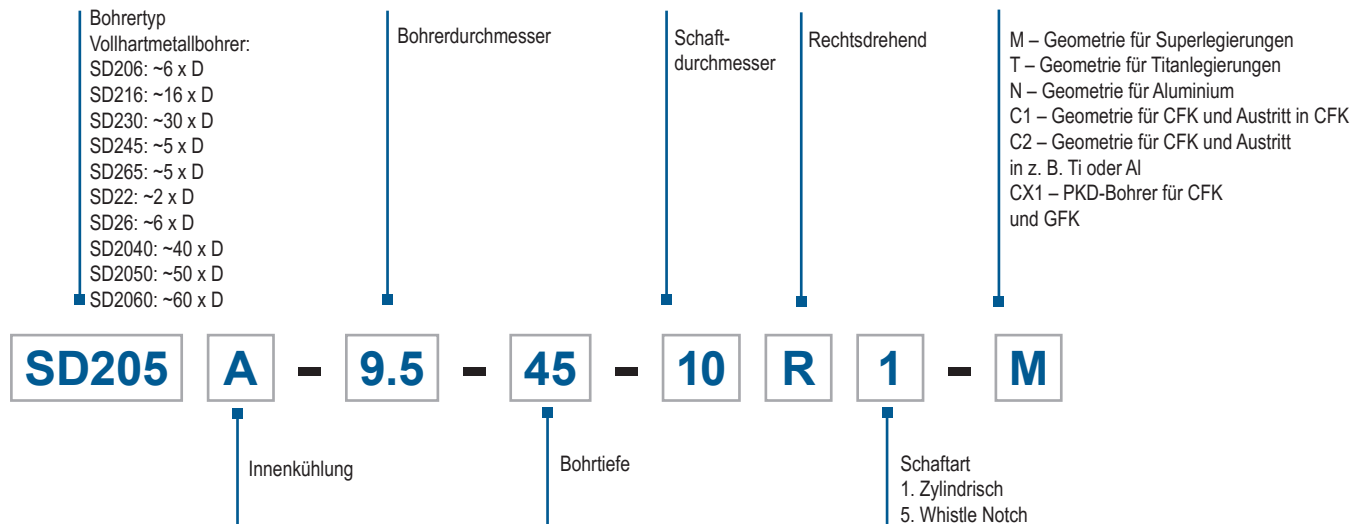 Bohrertyp
Vollhartmetallbohrer:
SD206: ~6 x D
SD216: ~16 x D
SD230: ~30 x D
SD245: ~5 x D
SD265: ~5 x D
SD22: ~2 x D
SD26: ~6 x D
SD2040: ~40 x D
SD2050: ~50 x D
SD2060: ~60 x D
Bohrerdurchmesser
Schaft-
durchmesser
Rechtsdrehend
M – Geometrie für Superlegierungen
T – Geometrie für Titanlegierungen
N – Geometrie für Aluminium
C1 – Geometrie für CFK und Austritt in CFK
C2 – Geometrie für CFK und Austritt
in z. B. Ti oder Al
CX1 – PKD-Bohrer für CFK
und GFK
SD205 A - 9.5 - 45 - 10 R 1 - M
Innenkühlung
Bohrtiefe
Schaftart
1. Zylindrisch
5. Whistle Notch